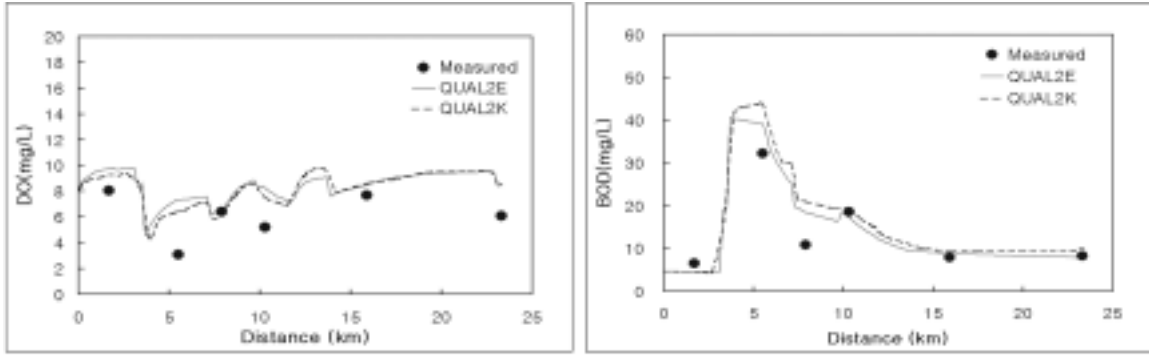 20
18
16
14
12
10
8
6
4
2
0
DO(mg/L)
Measured
QUAL2E
QUAL2K
0 5 10 15 20 25
Distance (km)
60
50
40
30
20
10
0
BOD(mg/L)
Measured
QUAL2E
QUAL2K
0 5 10 15 20 25
Distance (km)